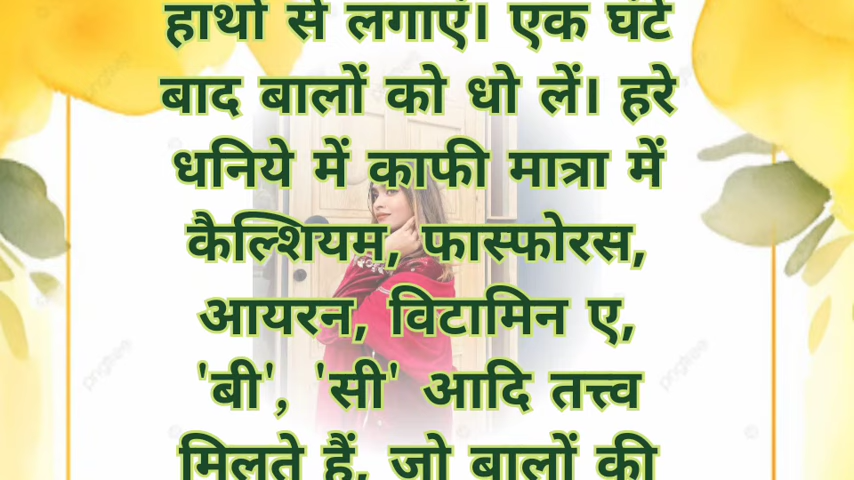 हाथों से लगाएं। एक घंटे
बाद बालों को धो लें। हरे
धनिये में काफी मात्रा में
कैल्शियम, फास्फोरस,
आयरन, विटामिन ए,
'बी', 'सी' आदि तत्त्व
मिलते हैं, जो बालों की